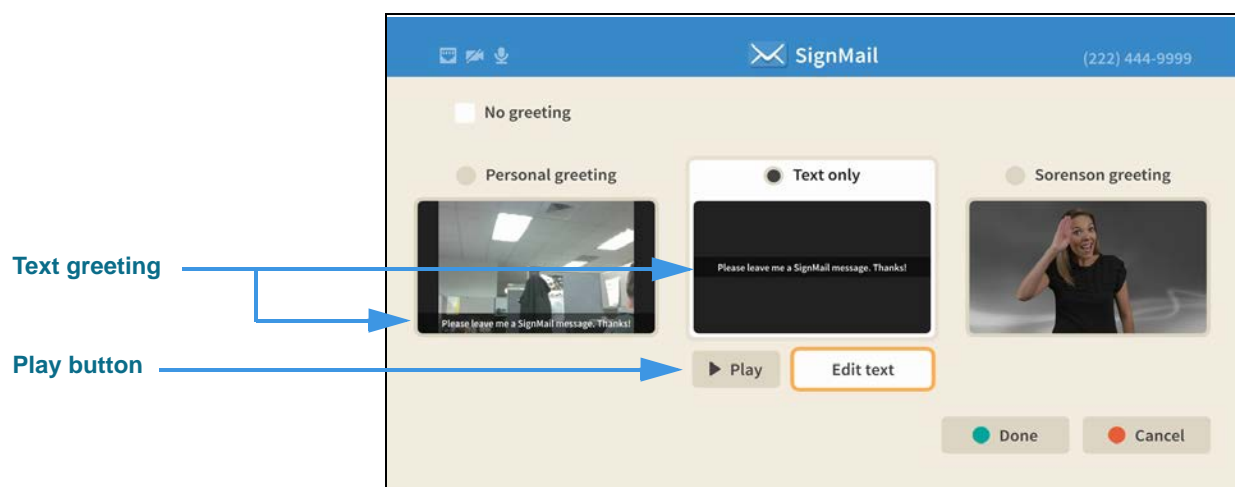 SignMail
(222) 444-9999
No greeting
Personal greeting
Text only
Sorenson greeting
Text greeting
Please leave me a SignMail message. Thanks!
Please leave me a SignMail message. Thanks!
Play button
Play
Edit text
Done
Cancel